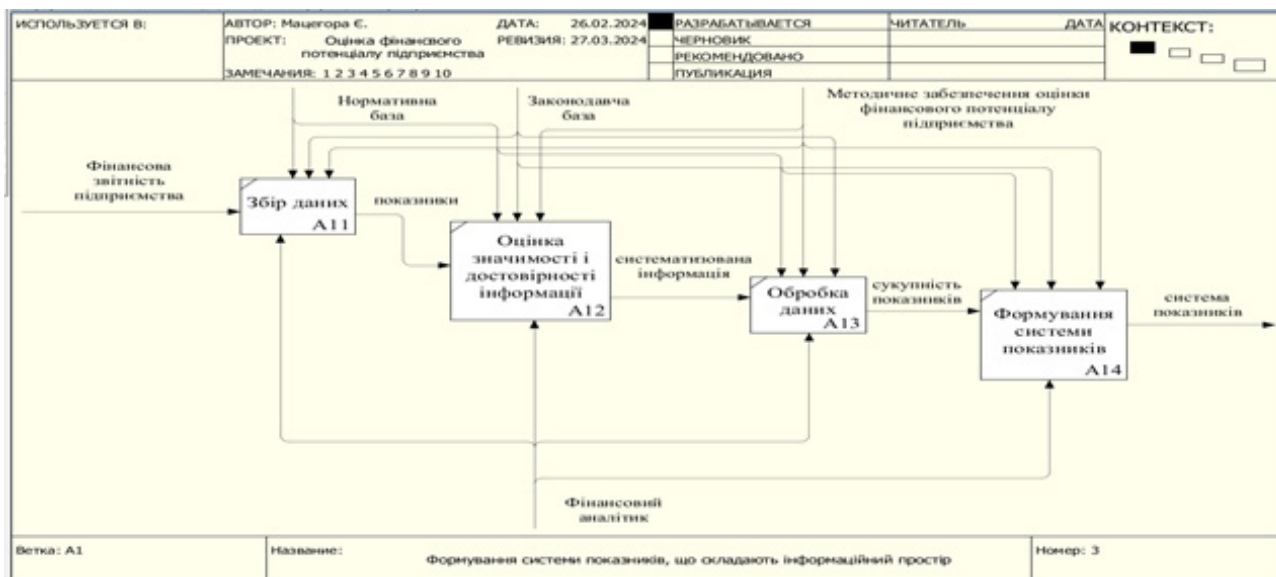 ИСПОЛЬЗУЕТСЯ В:
АВТОР: Мацегора Є.
ДАТА: 26.02.2024
РАЗРАБАТЫВАЕТСЯ
ЧИТАТЕЛЬ
ДАТА
КОНТЕКСТ:
ПРОЕКТ: Оцінка фінансвого
потенціалу підприємства
РЕВИЗИЯ: 27.03.2024
ЧЕРНОВИК
РЕКОМЕНДОВАНО
ЗАМЕЧАНИЯ: 1 2 3 4 5 6 7 8 9 10
ПУБЛИКАЦИЯ
Нормативна
база
Законодавча
база
Методичне забезпечення оцінки
фінансового потенціалу
підприємства
Фінансова
звітність
підприємства
Збір даних
A11
показники
Оцінка
значимості і
достовірності
інформації
A12
систематизована
інформація
Обробка
даних
A13
сукупність
показників
Формування
системи
показників
A14
система
показників
Фінансовий
аналітик
Ветка: A1
Название:
Формування системи показників, що складають інформаційний простір
Номер: 3